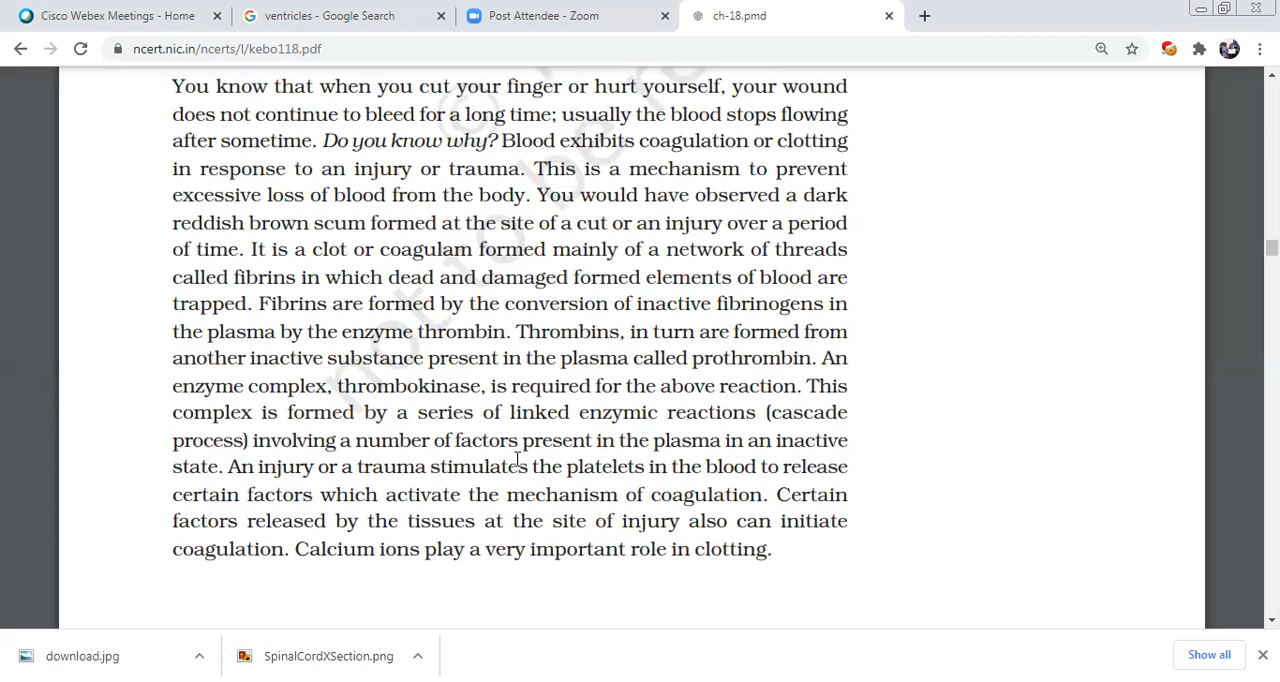 Cisco Webex Meetings - Home
ventricles - Google Search
Post Attendee - Zoom
ch-18.pmd
ncert.nic.in/ncerts/l/kebo118.pdf
You know that when you cut your finger or hurt yourself, your wound
does not continue to bleed for a long time; usually the blood stops flowing
after sometime. Do you know why? Blood exhibits coagulation or clotting
in response to an injury or trauma. This is a mechanism to prevent
excessive loss of blood from the body. You would have observed a dark
reddish brown scum formed at the site of a cut or an injury over a period
of time. It is a clot or coagulam formed mainly of a network of threads
called fibrins in which dead and damaged formed elements of blood are
trapped. Fibrins are formed by the conversion of inactive fibrinogens in
the plasma by the enzyme thrombin. Thrombins, in turn are formed from
another inactive substance present in the plasma called prothrombin. An
enzyme complex, thrombokinase, is required for the above reaction. This
complex is formed by a series of linked enzymic reactions (cascade
process) involving a number of factors present in the plasma in an inactive
state. An injury or a trauma stimulates the platelets in the blood to release
certain factors which activate the mechanism of coagulation. Certain
factors released by the tissues at the site of injury also can initiate
coagulation. Calcium ions play a very important role in clotting.
not to be re
©
download.jpg
SpinalCordXSection.png
Show all